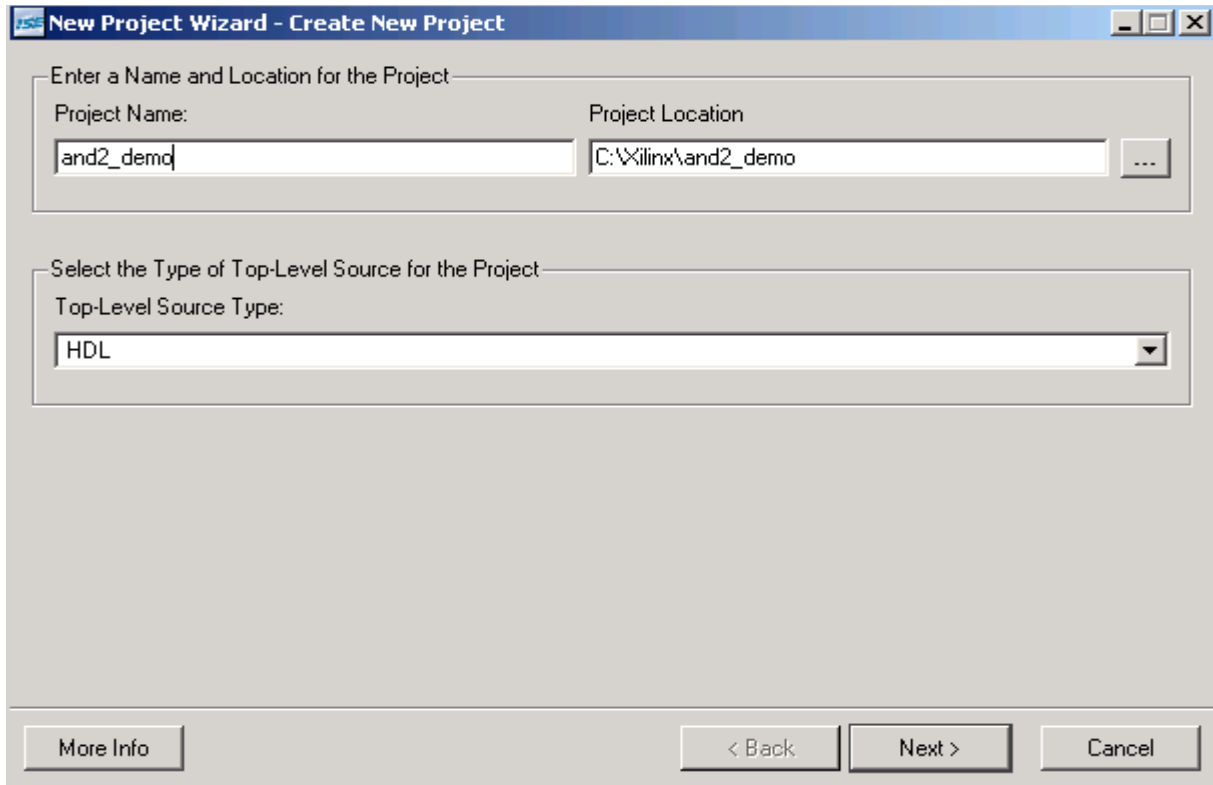 ISE New Project Wizard - Create New Project
Enter a Name and Location for the Project
Project Name: Project Location
and2_demo C:\Xilinx\and2_demo ...
Select the Type of Top-Level Source for the Project
Top-Level Source Type:
HDL
More Info < Back Next > Cancel